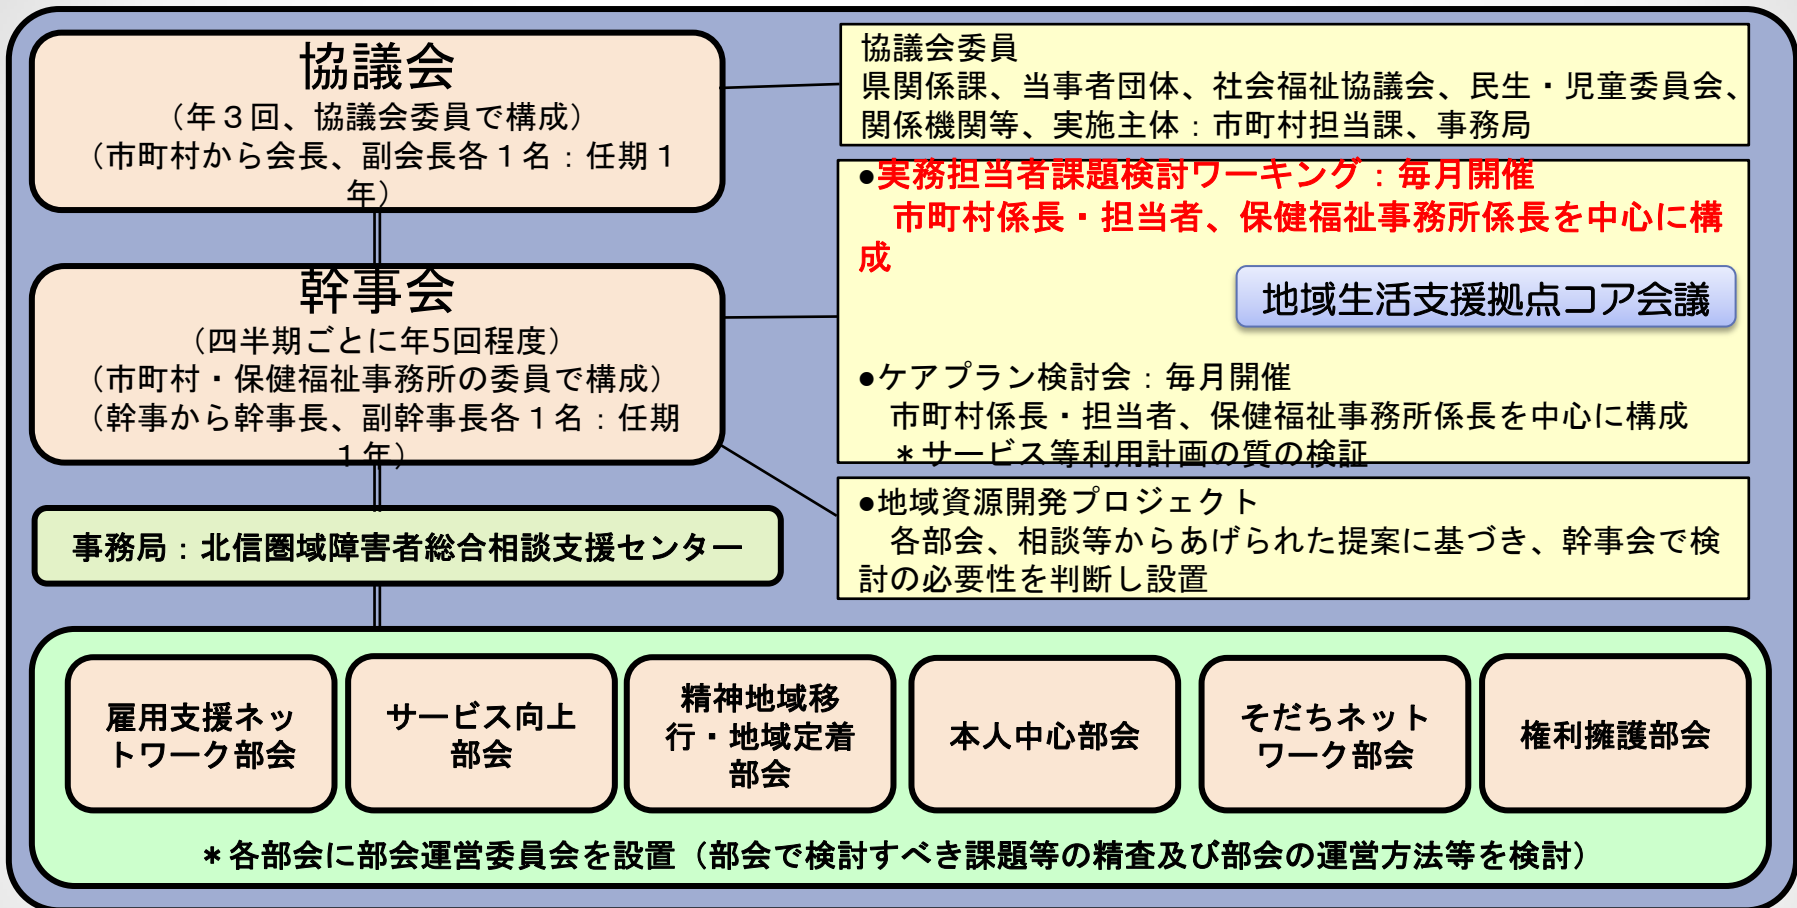 協議会
（年３回、協議会委員で構成）
（市町村から会長、副会長各１名：任期１
年）
協議会委員
県関係課、当事者団体、社会福祉協議会、民生・児童委員会、
関係機関等、実施主体：市町村担当課、事務局
幹事会
（四半期ごとに年5回程度）
（市町村・保健福祉事務所の委員で構成）
（幹事から幹事長、副幹事長各１名：任期
１年）
●実務担当者課題検討ワーキング：毎月開催
市町村係長・担当者、保健福祉事務所係長を中心に構
成
地域生活支援拠点コア会議
●ケアプラン検討会：毎月開催
市町村係長・担当者、保健福祉事務所係長を中心に構成
＊サービス等利用計画の質の検証
●地域資源開発プロジェクト
各部会、相談等からあげられた提案に基づき、幹事会で検
討の必要性を判断し設置
事務局：北信圏域障害者総合相談支援センター
雇用支援ネッ
トワーク部会
サービス向上
部会
精神地域移
行・地域定着
部会
本人中心部会
そだちネット
ワーク部会
権利擁護部会
＊各部会に部会運営委員会を設置（部会で検討すべき課題等の精査及び部会の運営方法等を検討）